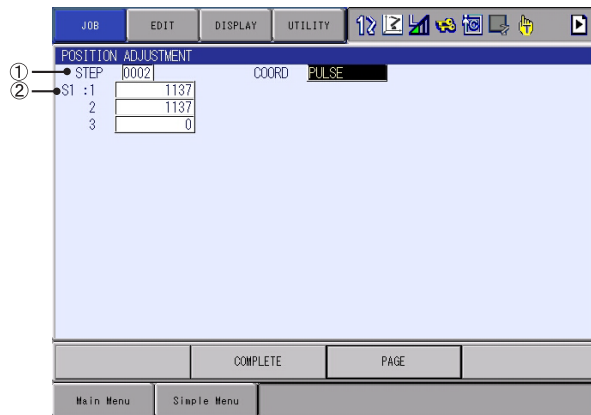 JOB EDIT DISPLAY UTILITY
POSITION ADJUSTMENT
① STEP 0002 COORD PULSE
② S1 :1 1137
2 1137
3 0
COMPLETE PAGE
Main Menu Simple Menu